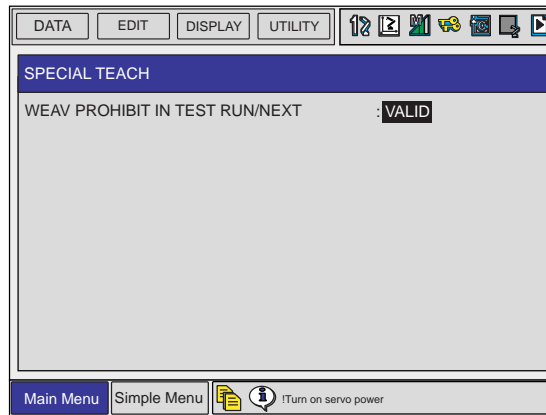 DATA EDIT DISPLAY UTILITY
SPECIAL TEACH
WEAV PROHIBIT IN TEST RUN/NEXT : VALID
Main Menu Simple Menu !Turn on servo power